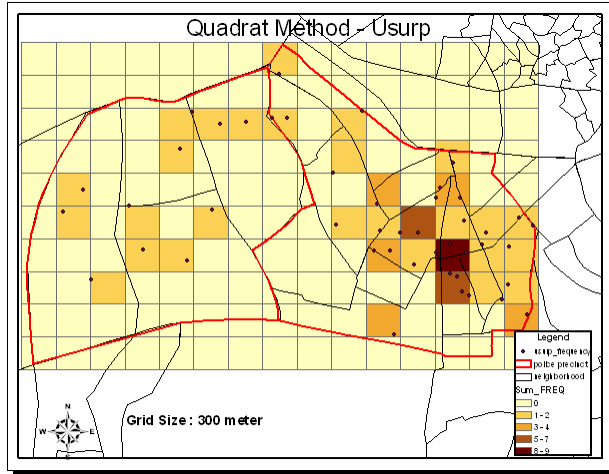 Quadrat Method - Usurp
N
W
E
S
Grid Size : 300 meter
Legend
usurp_frequency
police precinct
neighborhood
Sum_FREQ
0
1 - 2
3 - 4
5 - 7
8 - 9